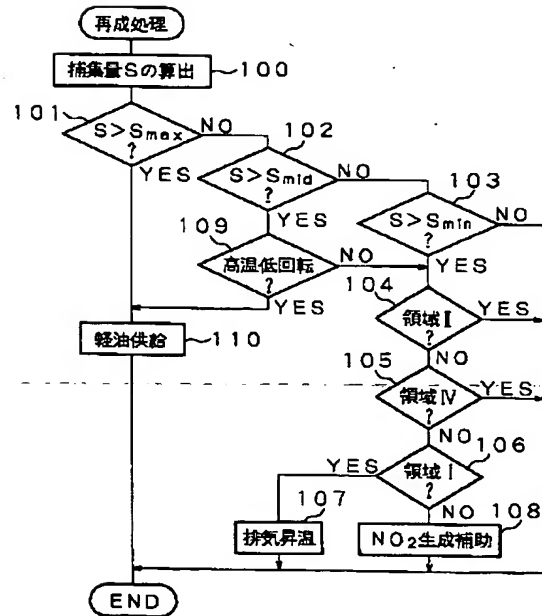 再成処理
捕集量Sの算出
100
101
S>Smax
?
NO
YES
102
S>Smid
?
NO
YES
103
S>Smin
?
NO
YES
109
高温低回転
?
NO
YES
104
領域Ⅱ
?
YES
NO
軽油供給
110
105
領域Ⅳ
?
YES
NO
106
領域Ⅰ
?
YES
NO
107
排気昇温
108
NO2生成補助
END